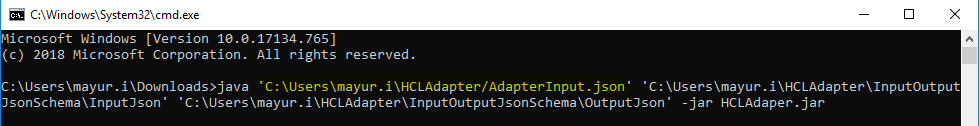 C:\Windows\System32\cmd.exe
Microsoft Windows [Version 10.0.17134.765]
(c) 2018 Microsoft Corporation. All rights reserved.
C:\Users\mayur.i\Downloads>java 'C:\Users\mayur.i\HCLAdapter/AdapterInput.json' 'C:\Users\mayur.i\HCLAdapter\InputOutput
JsonSchema\InputJson' 'C:\Users\mayur.i\HCLAdapter\InputOutputJsonSchema\OutputJson' -jar HCLAdaper.jar